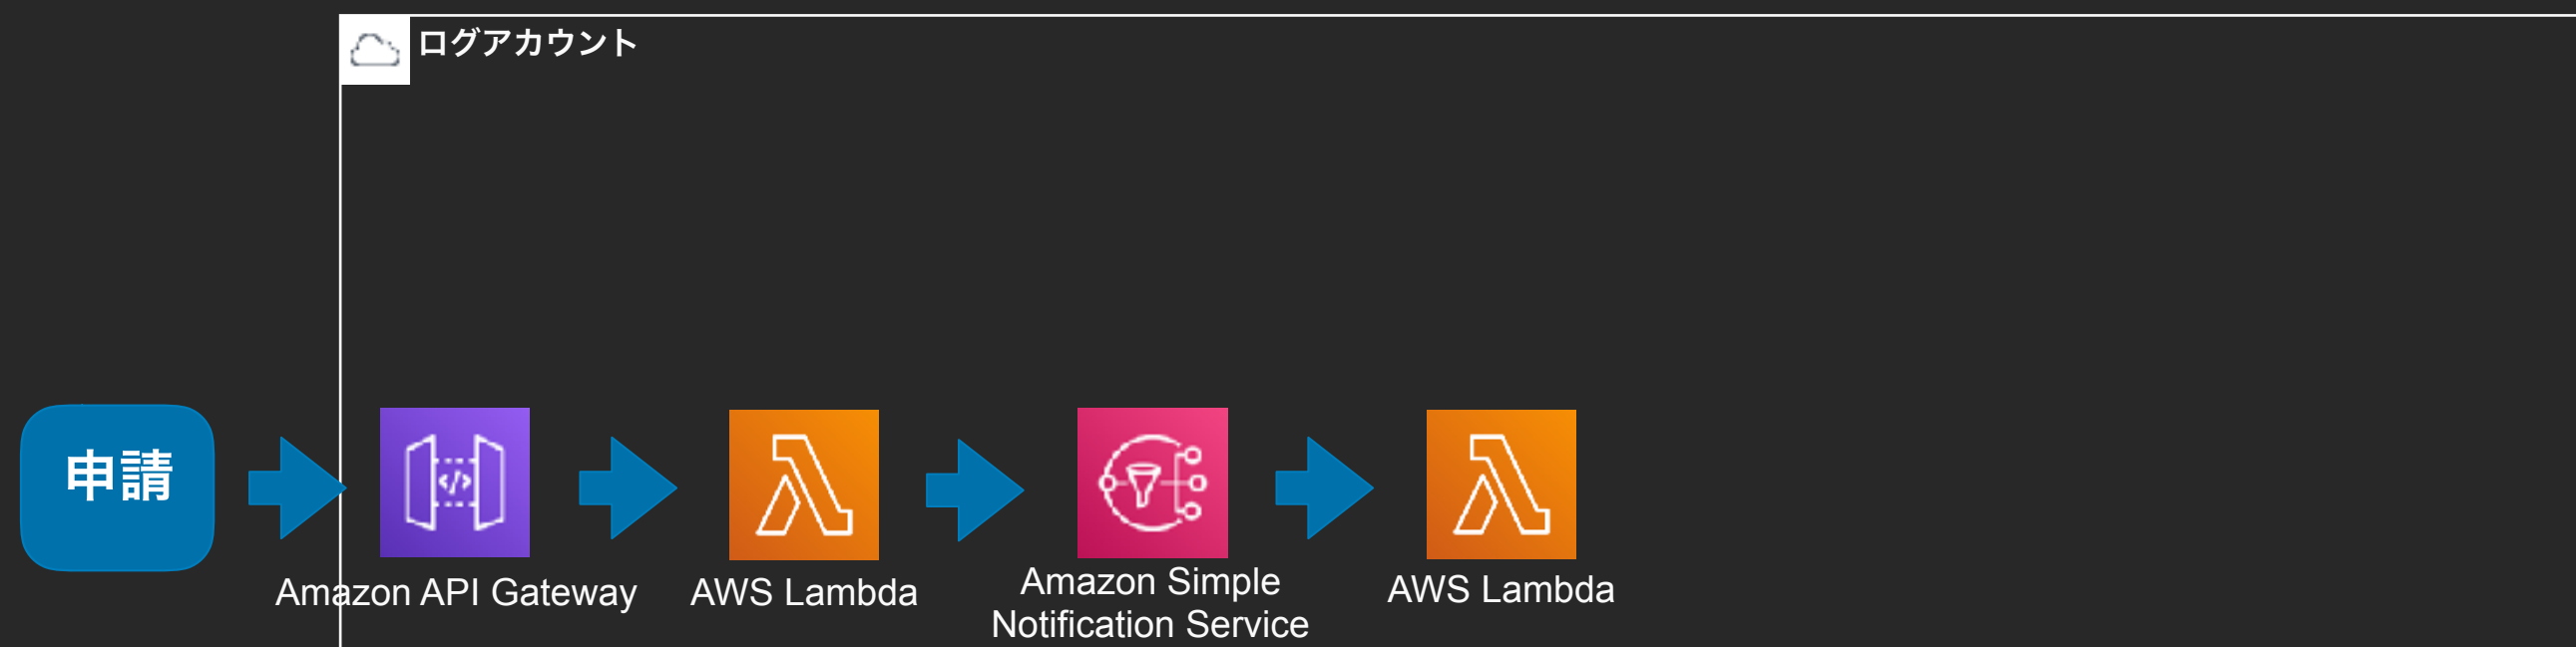 ログアカウント
申請
Amazon API Gateway
AWS Lambda
Amazon Simple
Notification Service
AWS Lambda